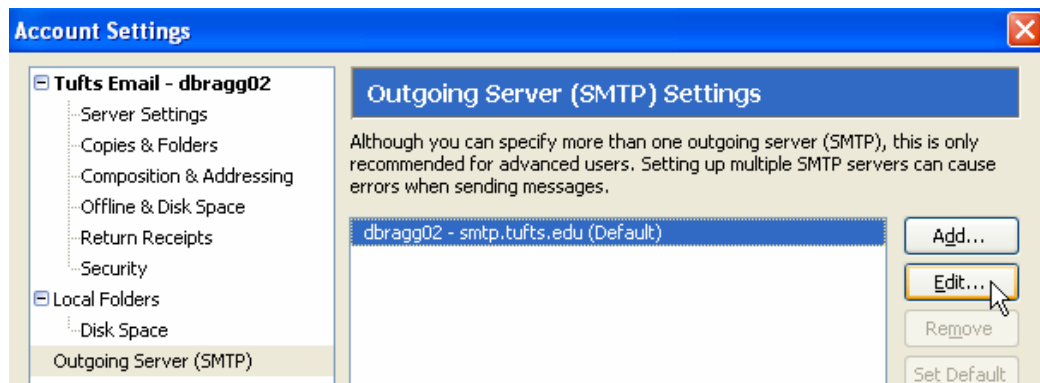 Account Settings
Tufts Email - dbragg02
Server Settings
Copies & Folders
Composition & Addressing
Offline & Disk Space
Return Receipts
Security
Local Folders
Disk Space
Outgoing Server (SMTP)
Outgoing Server (SMTP) Settings
Although you can specify more than one outgoing server (SMTP), this is only
recommended for advanced users. Setting up multiple SMTP servers can cause
errors when sending messages.
dbragg02 - smtp.tufts.edu (Default)
Add...
Edit...
Remove
Set Default